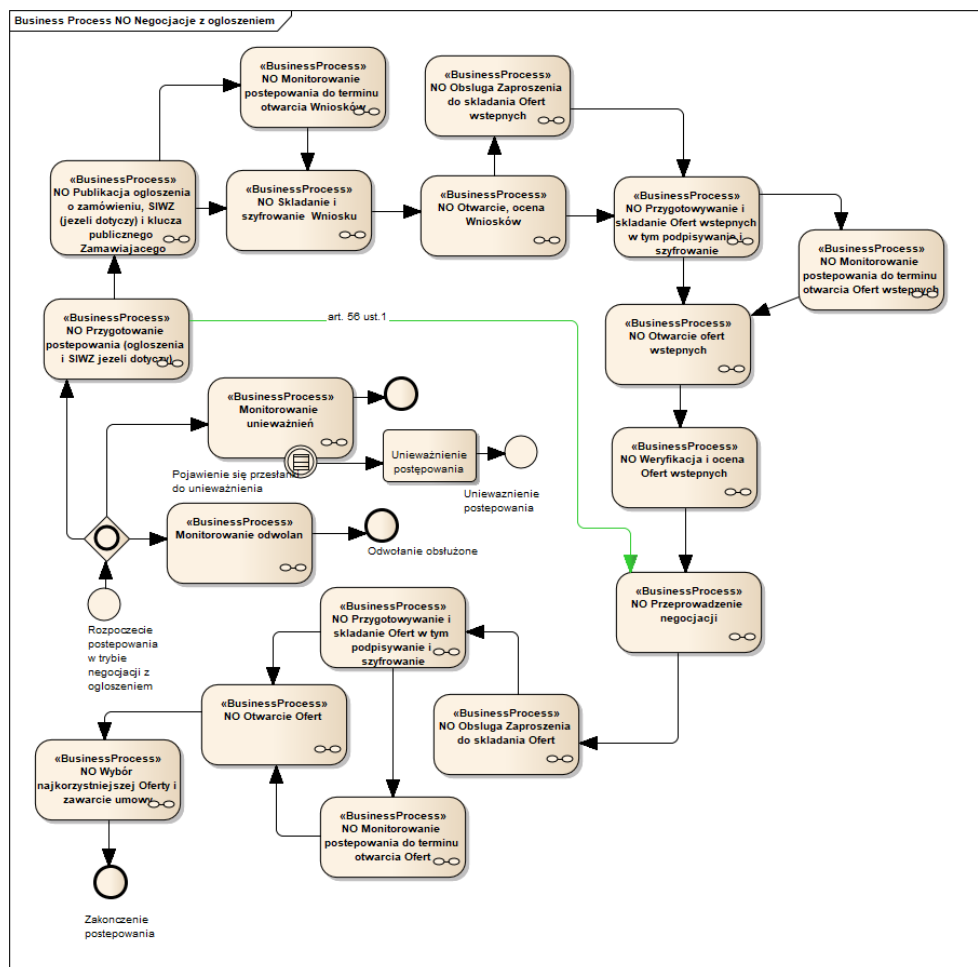 Business Process NO Negocjacje z ogloszeniem
«BusinessProcess»
NO Monitorowanie
postepowania do terminu
otwarcia Wniosków
«BusinessProcess»
NO Obsluga Zaproszenia
do skladania Ofert
wstepnych
«BusinessProcess»
NO Publikacja ogloszenia
o zamówieniu, SIWZ
(jezeli dotyczy) i klucza
publicznego
Zamawiajacego
«BusinessProcess»
NO Skladanie i
szyfrowanie Wniosku
«BusinessProcess»
NO Otwarcie, ocena
Wniosków
«BusinessProcess»
NO Przygotowywanie i
skladanie Ofert wstepnych
w tym podpisywanie i
szyfrowanie
«BusinessProcess»
NO Monitorowanie
postepowania do terminu
otwarcia Ofert wstepnych
«BusinessProcess»
NO Przygotowanie
postepowania (ogloszenia
i SIWZ jezeli dotyczy)
art. 56 ust.1
«BusinessProcess»
NO Otwarcie ofert
wstepnych
«BusinessProcess»
Monitorowanie
unieważnień
Pojawienie się przesłanki
do unieważnienia
Unieważnienie
postępowania
Uniewaznienie
postepowania
«BusinessProcess»
NO Weryfikacja i ocena
Ofert wstepnych
«BusinessProcess»
Monitorowanie odwolan
Odwołanie obsłużone
«BusinessProcess»
NO Przeprowadzenie
negocjacji
Rozpoczecie
postepowania
w trybie
negocjacji z
ogloszeniem
«BusinessProcess»
NO Przygotowywanie i
skladanie Ofert w tym
podpisywanie i
szyfrowanie
«BusinessProcess»
NO Otwarcie Ofert
«BusinessProcess»
NO Obsluga Zaproszenia
do skladania Ofert
«BusinessProcess»
NO Wybór
najkorzystniejszej Oferty i
zawarcie umowy
«BusinessProcess»
NO Monitorowanie
postepowania do terminu
otwarcia Ofert
Zakonczenie
postepowania